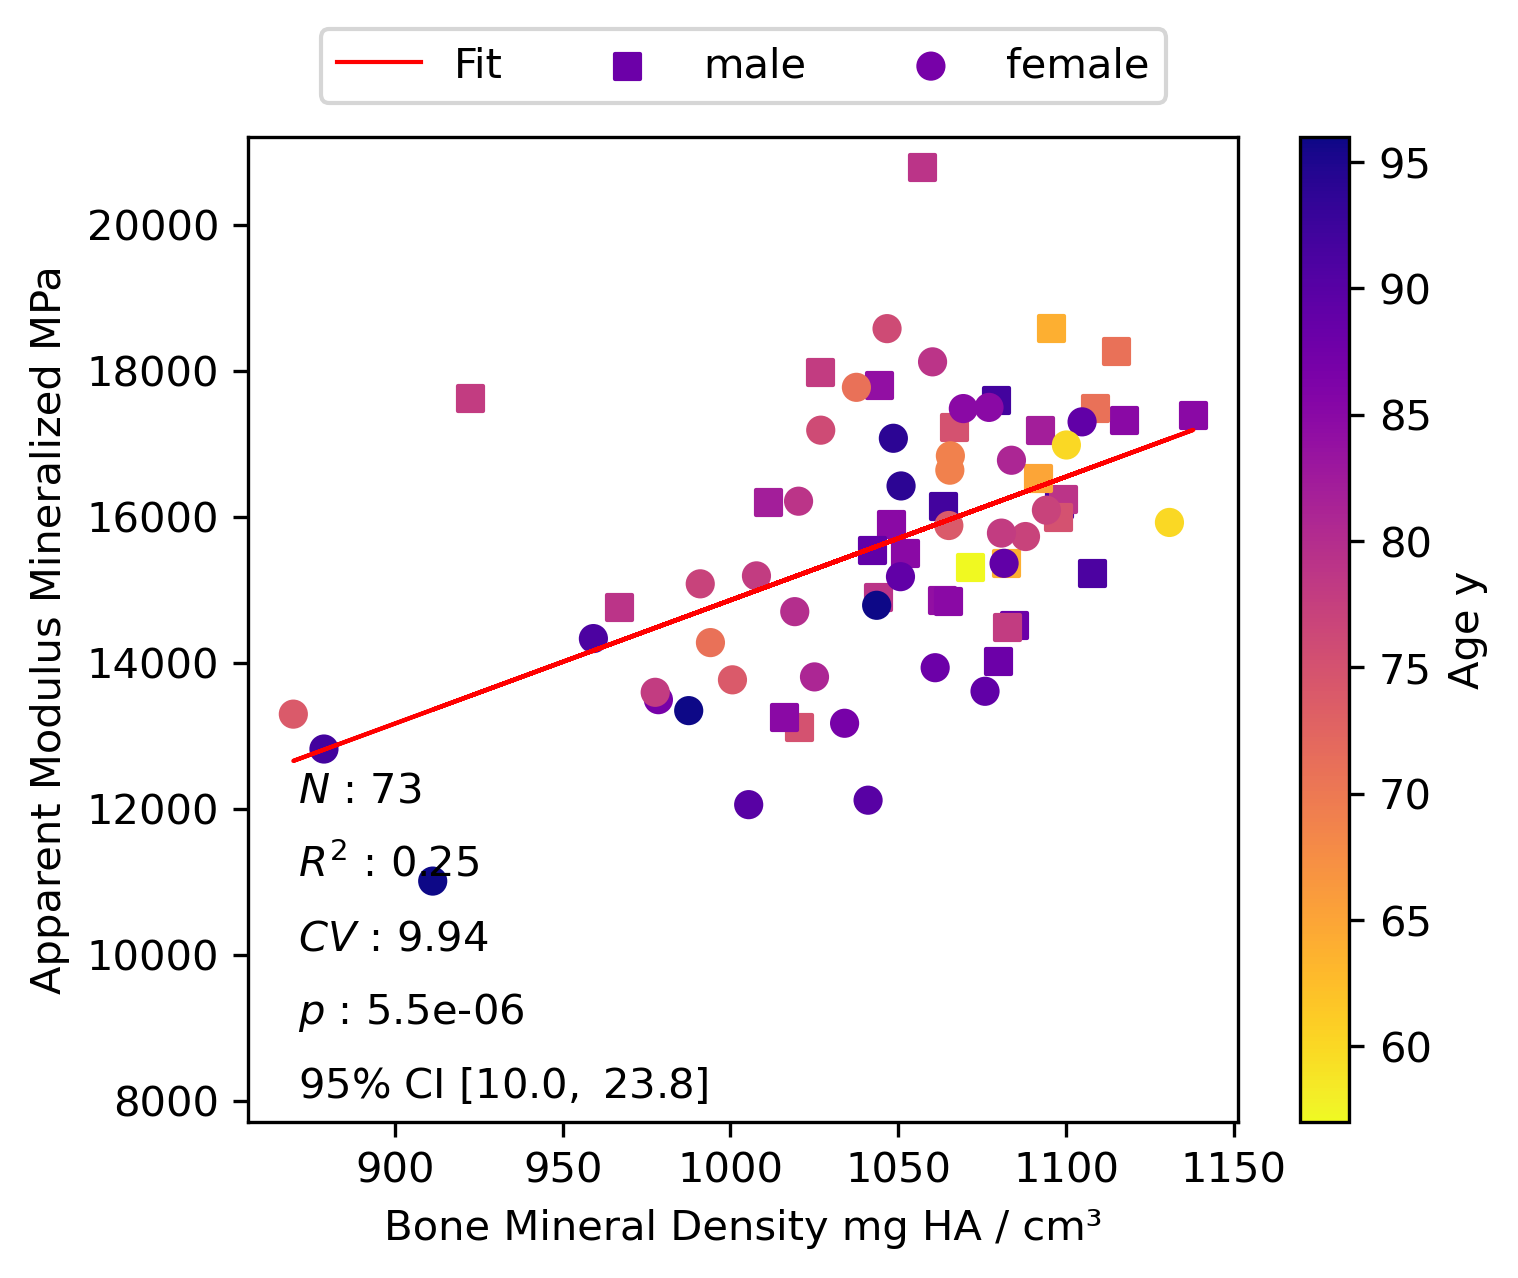 Fit male female
20000
18000
16000
14000
12000
10000
8000
Apparent Modulus Mineralized MPa
N : 73
R² : 0.25
CV : 9.94
p : 5.5e-06
95% CI [10.0, 23.8]
900 950 1000 1050 1100 1150
Bone Mineral Density mg HA / cm³
95
90
85
80
75
70
65
60
Age y